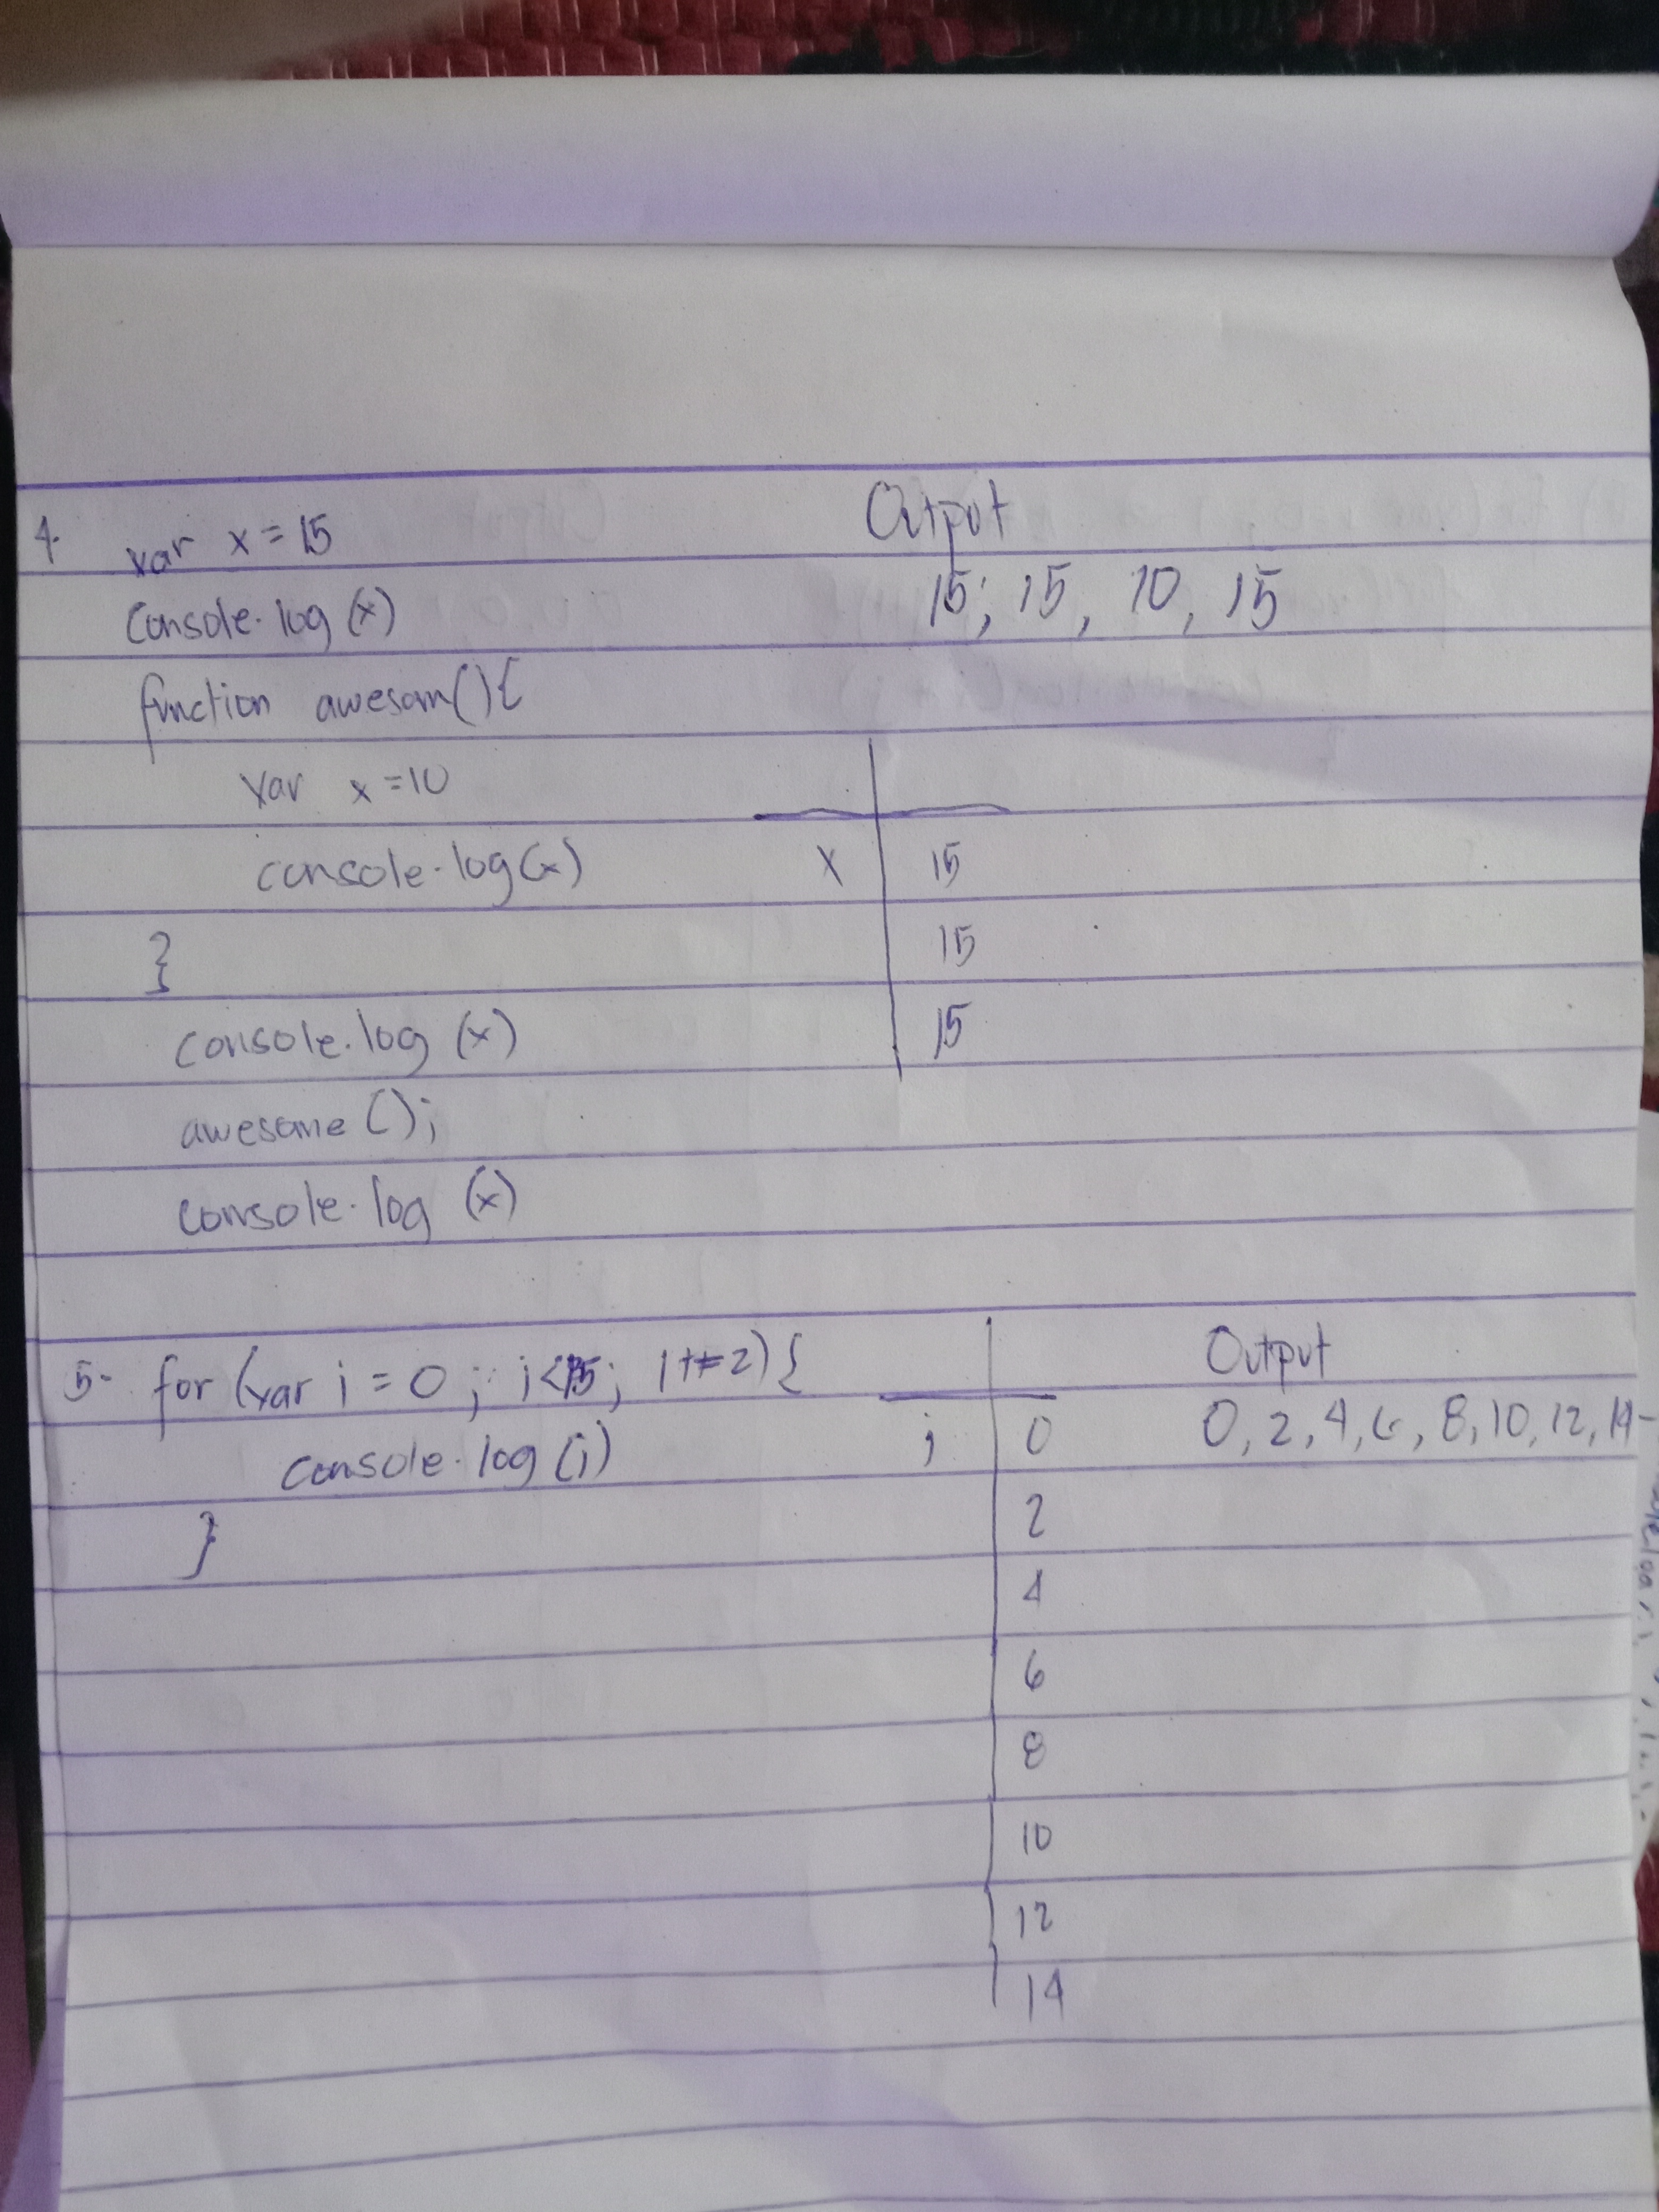 4. var x = 15
Output
console.log(x)
15; 15, 10, 15
function awesom(){
var x = 10
console.log(x)
x 15
}
15
console.log (x)
15
awesome ();
console.log (x)
5- for (var i = 0; i<15; i+=2) {
Output
console.log (i)
i 0
0, 2, 4, 6, 8, 10, 12, 14
}
2
4
6
8
10
12
14